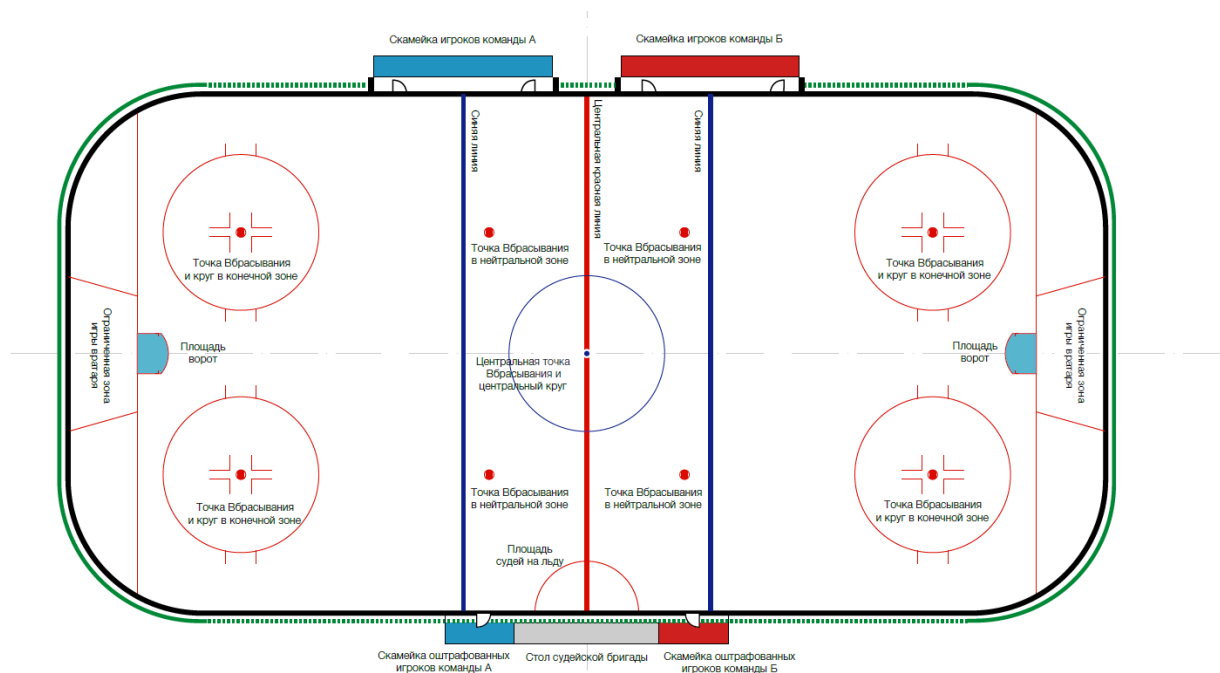 Скамейка игроков команды А
Скамейка игроков команды Б
Синяя линия
Центральная красная линия
Синяя линия
Точка Вбрасывания
и круг в конечной зоне
Точка Вбрасывания
в нейтральной зоне
Точка Вбрасывания
в нейтральной зоне
Точка Вбрасывания
и круг в конечной зоне
Ограниченная зона
игры вратаря
Площадь
ворот
Центральная точка
Вбрасывания и
центральный круг
Площадь
ворот
Ограниченная зона
игры вратаря
Точка Вбрасывания
и круг в конечной зоне
Точка Вбрасывания
в нейтральной зоне
Точка Вбрасывания
в нейтральной зоне
Точка Вбрасывания
и круг в конечной зоне
Площадь
судей на льду
Скамейка оштрафованных
игроков команды А
Стол судейской бригады
Скамейка оштрафованных
игроков команды Б